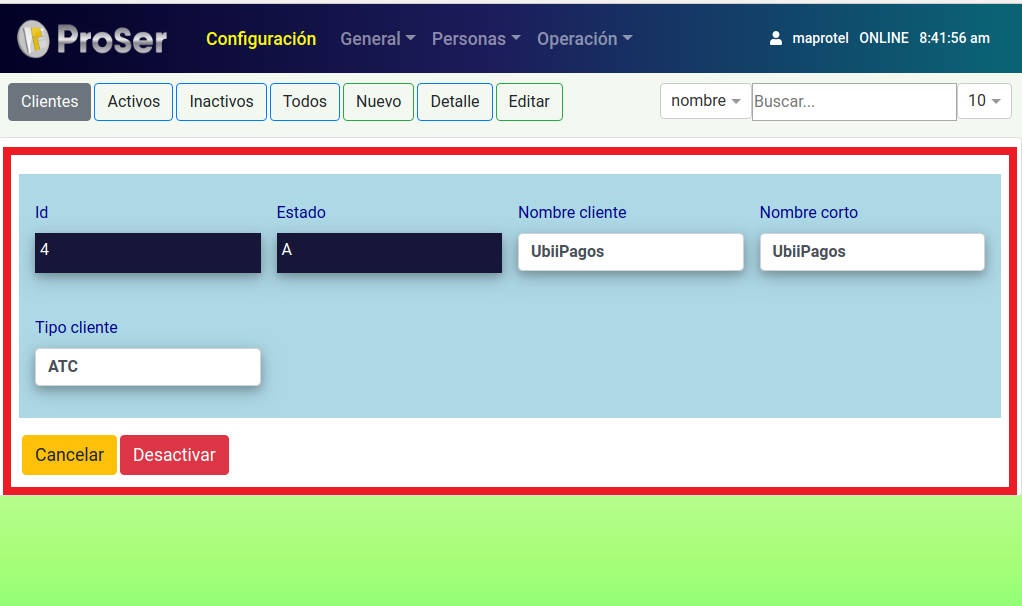 ProSer Configuración General Personas Operación maprotel ONLINE 8:41:56 am
Clientes Activos Inactivos Todos Nuevo Detalle Editar nombre Buscar... 10
Id Estado Nombre cliente Nombre corto
4 A UbiiPagos UbiiPagos
Tipo cliente
ATC
Cancelar Desactivar